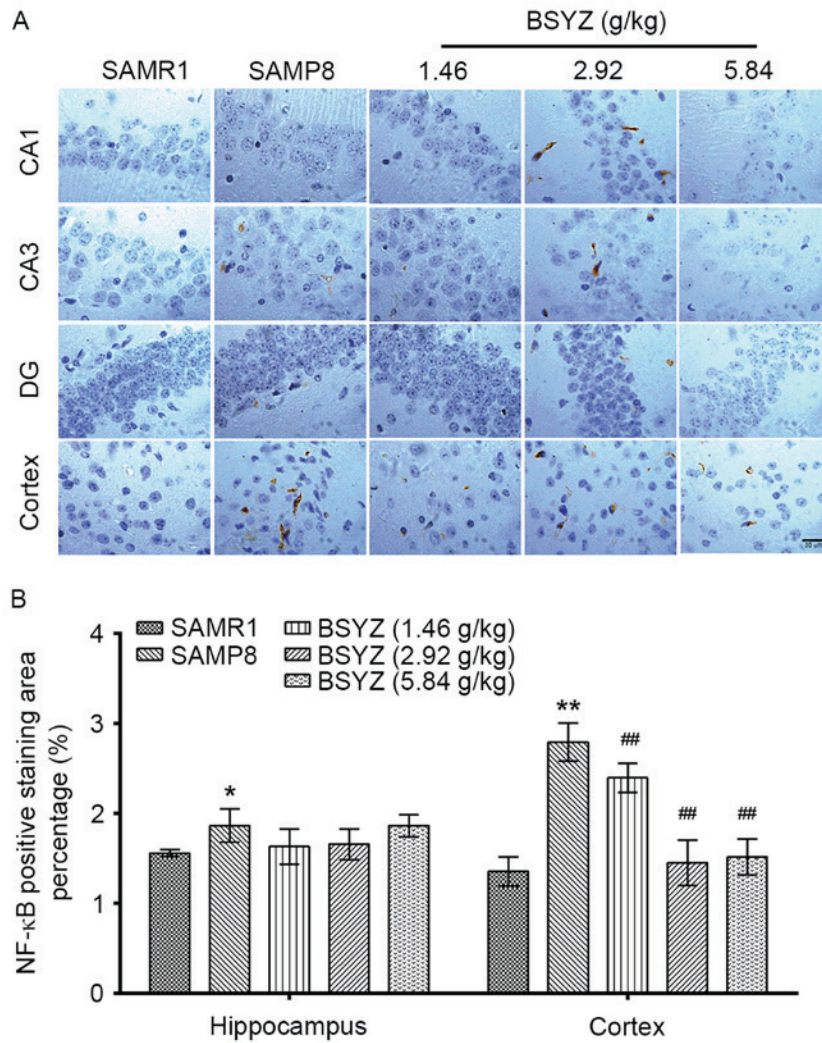 A
BSYZ (g/kg)
SAMR1 SAMP8 1.46 2.92 5.84
CA1
CA3
DG
Cortex
30 μm
B
SAMR1 BSYZ (1.46 g/kg)
SAMP8 BSYZ (2.92 g/kg)
BSYZ (5.84 g/kg)
NF-κB positive staining area
percentage (%)
4
3
2
1
0
* ** ## ## ##
Hippocampus Cortex